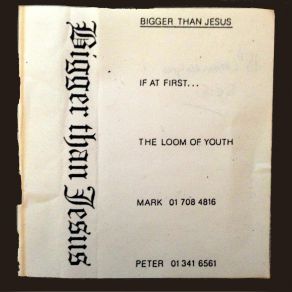 Bigger than Jesus
BIGGER THAN JESUS
IF AT FIRST...
THE LOOM OF YOUTH
MARK 01 708 4816
PETER 01 341 6561